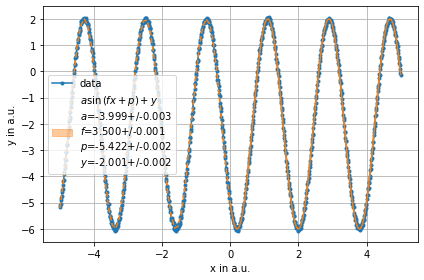 2
1
0
−1
−2
−3
−4
−5
−6
y in a.u.
data
asin(fx + p) + y
a=-3.999+/-0.003
f=3.500+/-0.001
p=-5.422+/-0.002
y=-2.001+/-0.002
−4 −2 0 2 4
x in a.u.